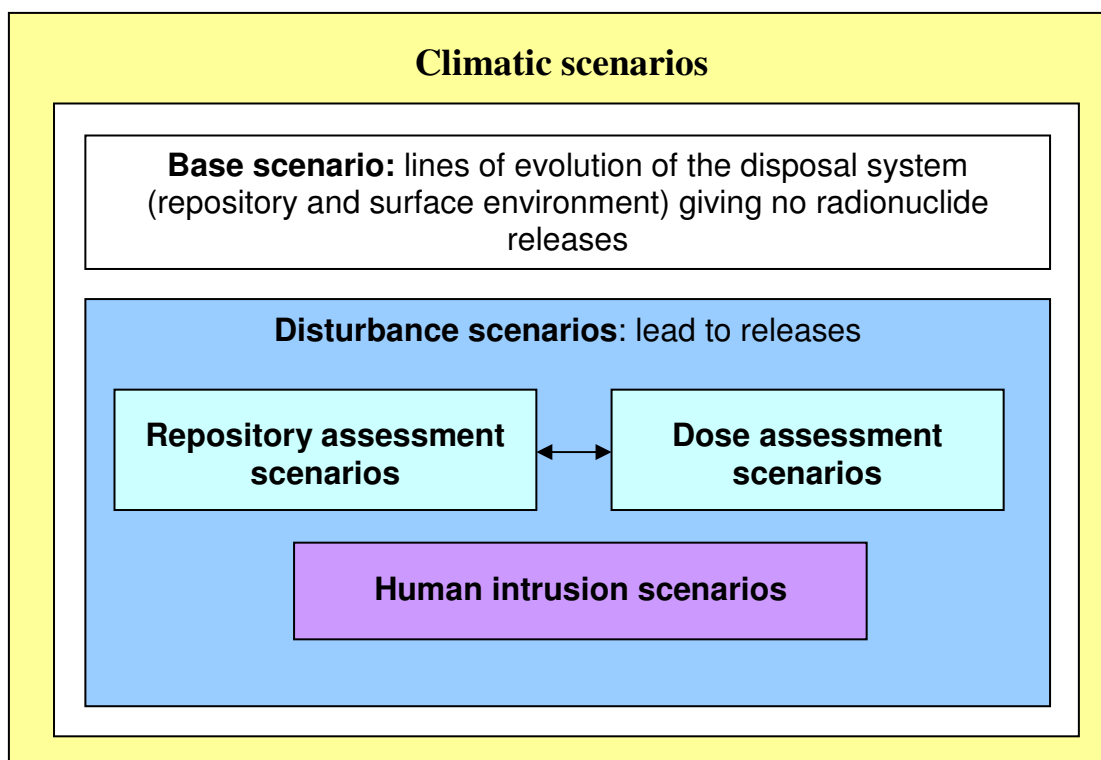 Climatic scenarios
Base scenario: lines of evolution of the disposal system
(repository and surface environment) giving no radionuclide
releases
Disturbance scenarios: lead to releases
Repository assessment
scenarios
Dose assessment
scenarios
Human intrusion scenarios